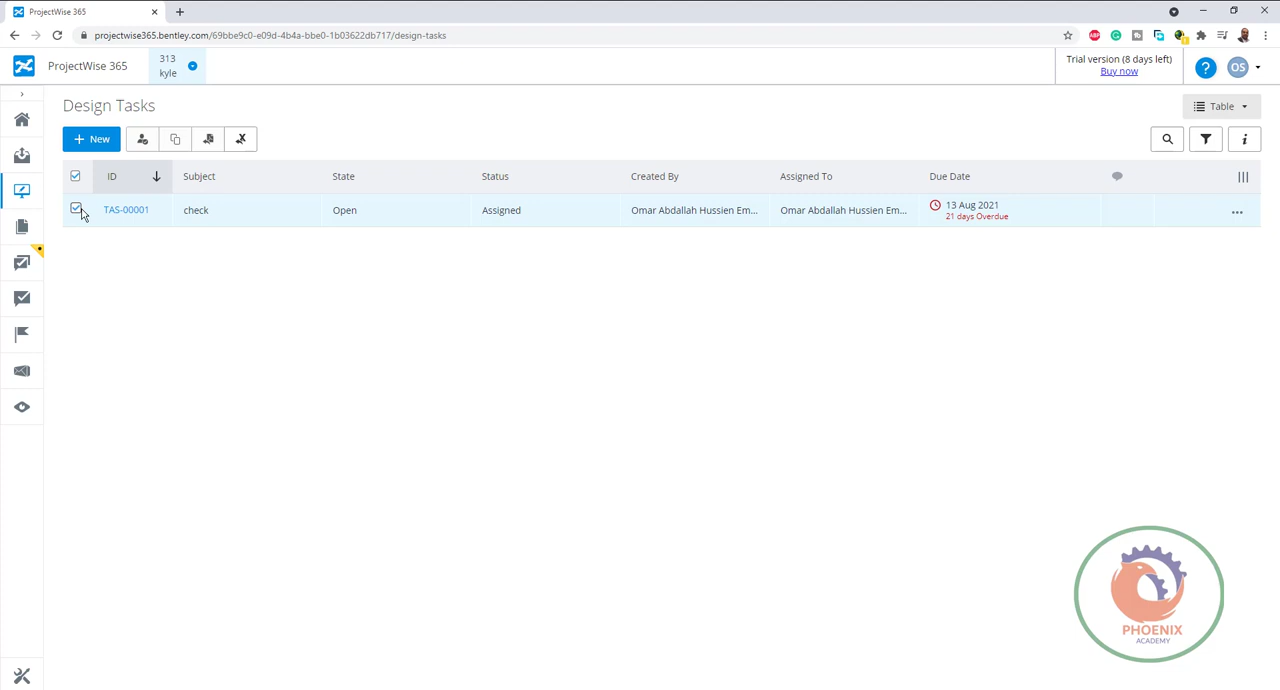 ProjectWise 365
projectwise365.bentley.com/69bbe9c0-e09d-4b4a-bbe0-1b03622db717/design-tasks
ABP
ProjectWise 365
313
kyle
Trial version (8 days left)
Buy now
?
OS
Design Tasks
Table
+ New
i
ID
Subject
State
Status
Created By
Assigned To
Due Date
TAS-00001
check
Open
Assigned
Omar Abdallah Hussien Em...
Omar Abdallah Hussien Em...
13 Aug 2021
21 days Overdue
PHOENIX
ACADEMY